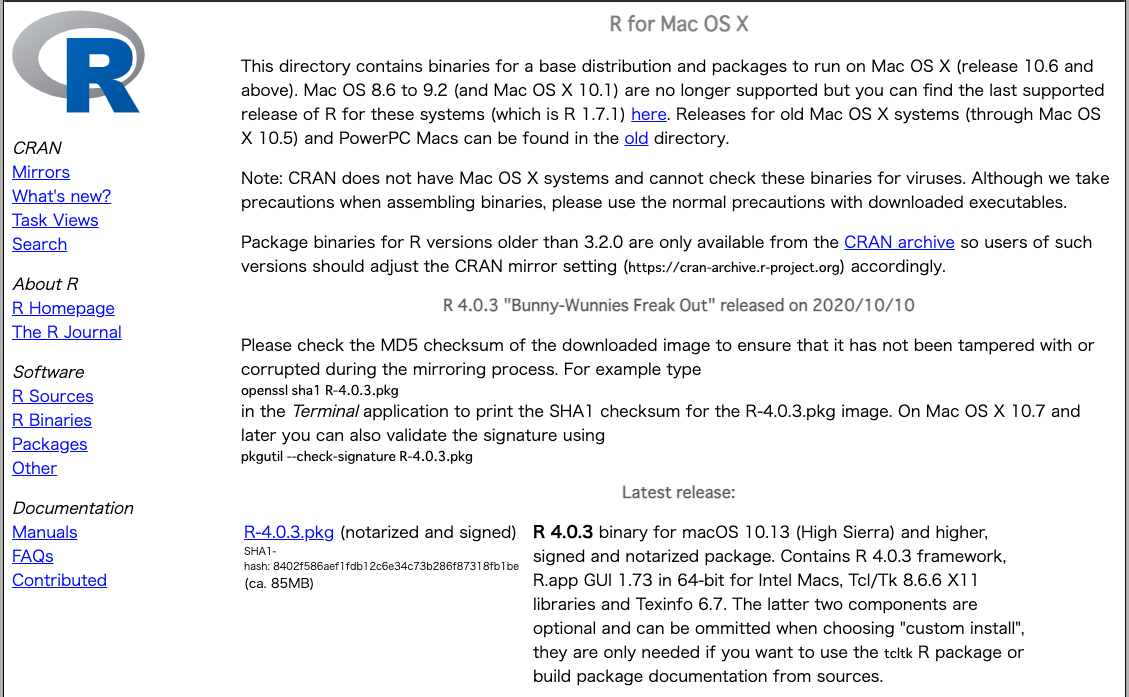 R
CRAN
Mirrors
What's new?
Task Views
Search
About R
R Homepage
The R Journal
Software
R Sources
R Binaries
Packages
Other
Documentation
Manuals
FAQs
Contributed
R for Mac OS X
This directory contains binaries for a base distribution and packages to run on Mac OS X (release 10.6 and
above). Mac OS 8.6 to 9.2 (and Mac OS X 10.1) are no longer supported but you can find the last supported
release of R for these systems (which is R 1.7.1) here. Releases for old Mac OS X systems (through Mac OS
X 10.5) and PowerPC Macs can be found in the old directory.
Note: CRAN does not have Mac OS X systems and cannot check these binaries for viruses. Although we take
precautions when assembling binaries, please use the normal precautions with downloaded executables.
Package binaries for R versions older than 3.2.0 are only available from the CRAN archive so users of such
versions should adjust the CRAN mirror setting (https://cran-archive.r-project.org) accordingly.
R 4.0.3 "Bunny-Wunnies Freak Out" released on 2020/10/10
Please check the MD5 checksum of the downloaded image to ensure that it has not been tampered with or
corrupted during the mirroring process. For example type
openssl sha1 R-4.0.3.pkg
in the Terminal application to print the SHA1 checksum for the R-4.0.3.pkg image. On Mac OS X 10.7 and
later you can also validate the signature using
pkgutil --check-signature R-4.0.3.pkg
Latest release:
R-4.0.3.pkg (notarized and signed)
SHA1-
hash: 8402f586aef1fdb12c6e34c73b286f87318fb1be
(ca. 85MB)
R 4.0.3 binary for macOS 10.13 (High Sierra) and higher,
signed and notarized package. Contains R 4.0.3 framework,
R.app GUI 1.73 in 64-bit for Intel Macs, Tcl/Tk 8.6.6 X11
libraries and Texinfo 6.7. The latter two components are
optional and can be ommitted when choosing "custom install",
they are only needed if you want to use the tcltk R package or
build package documentation from sources.